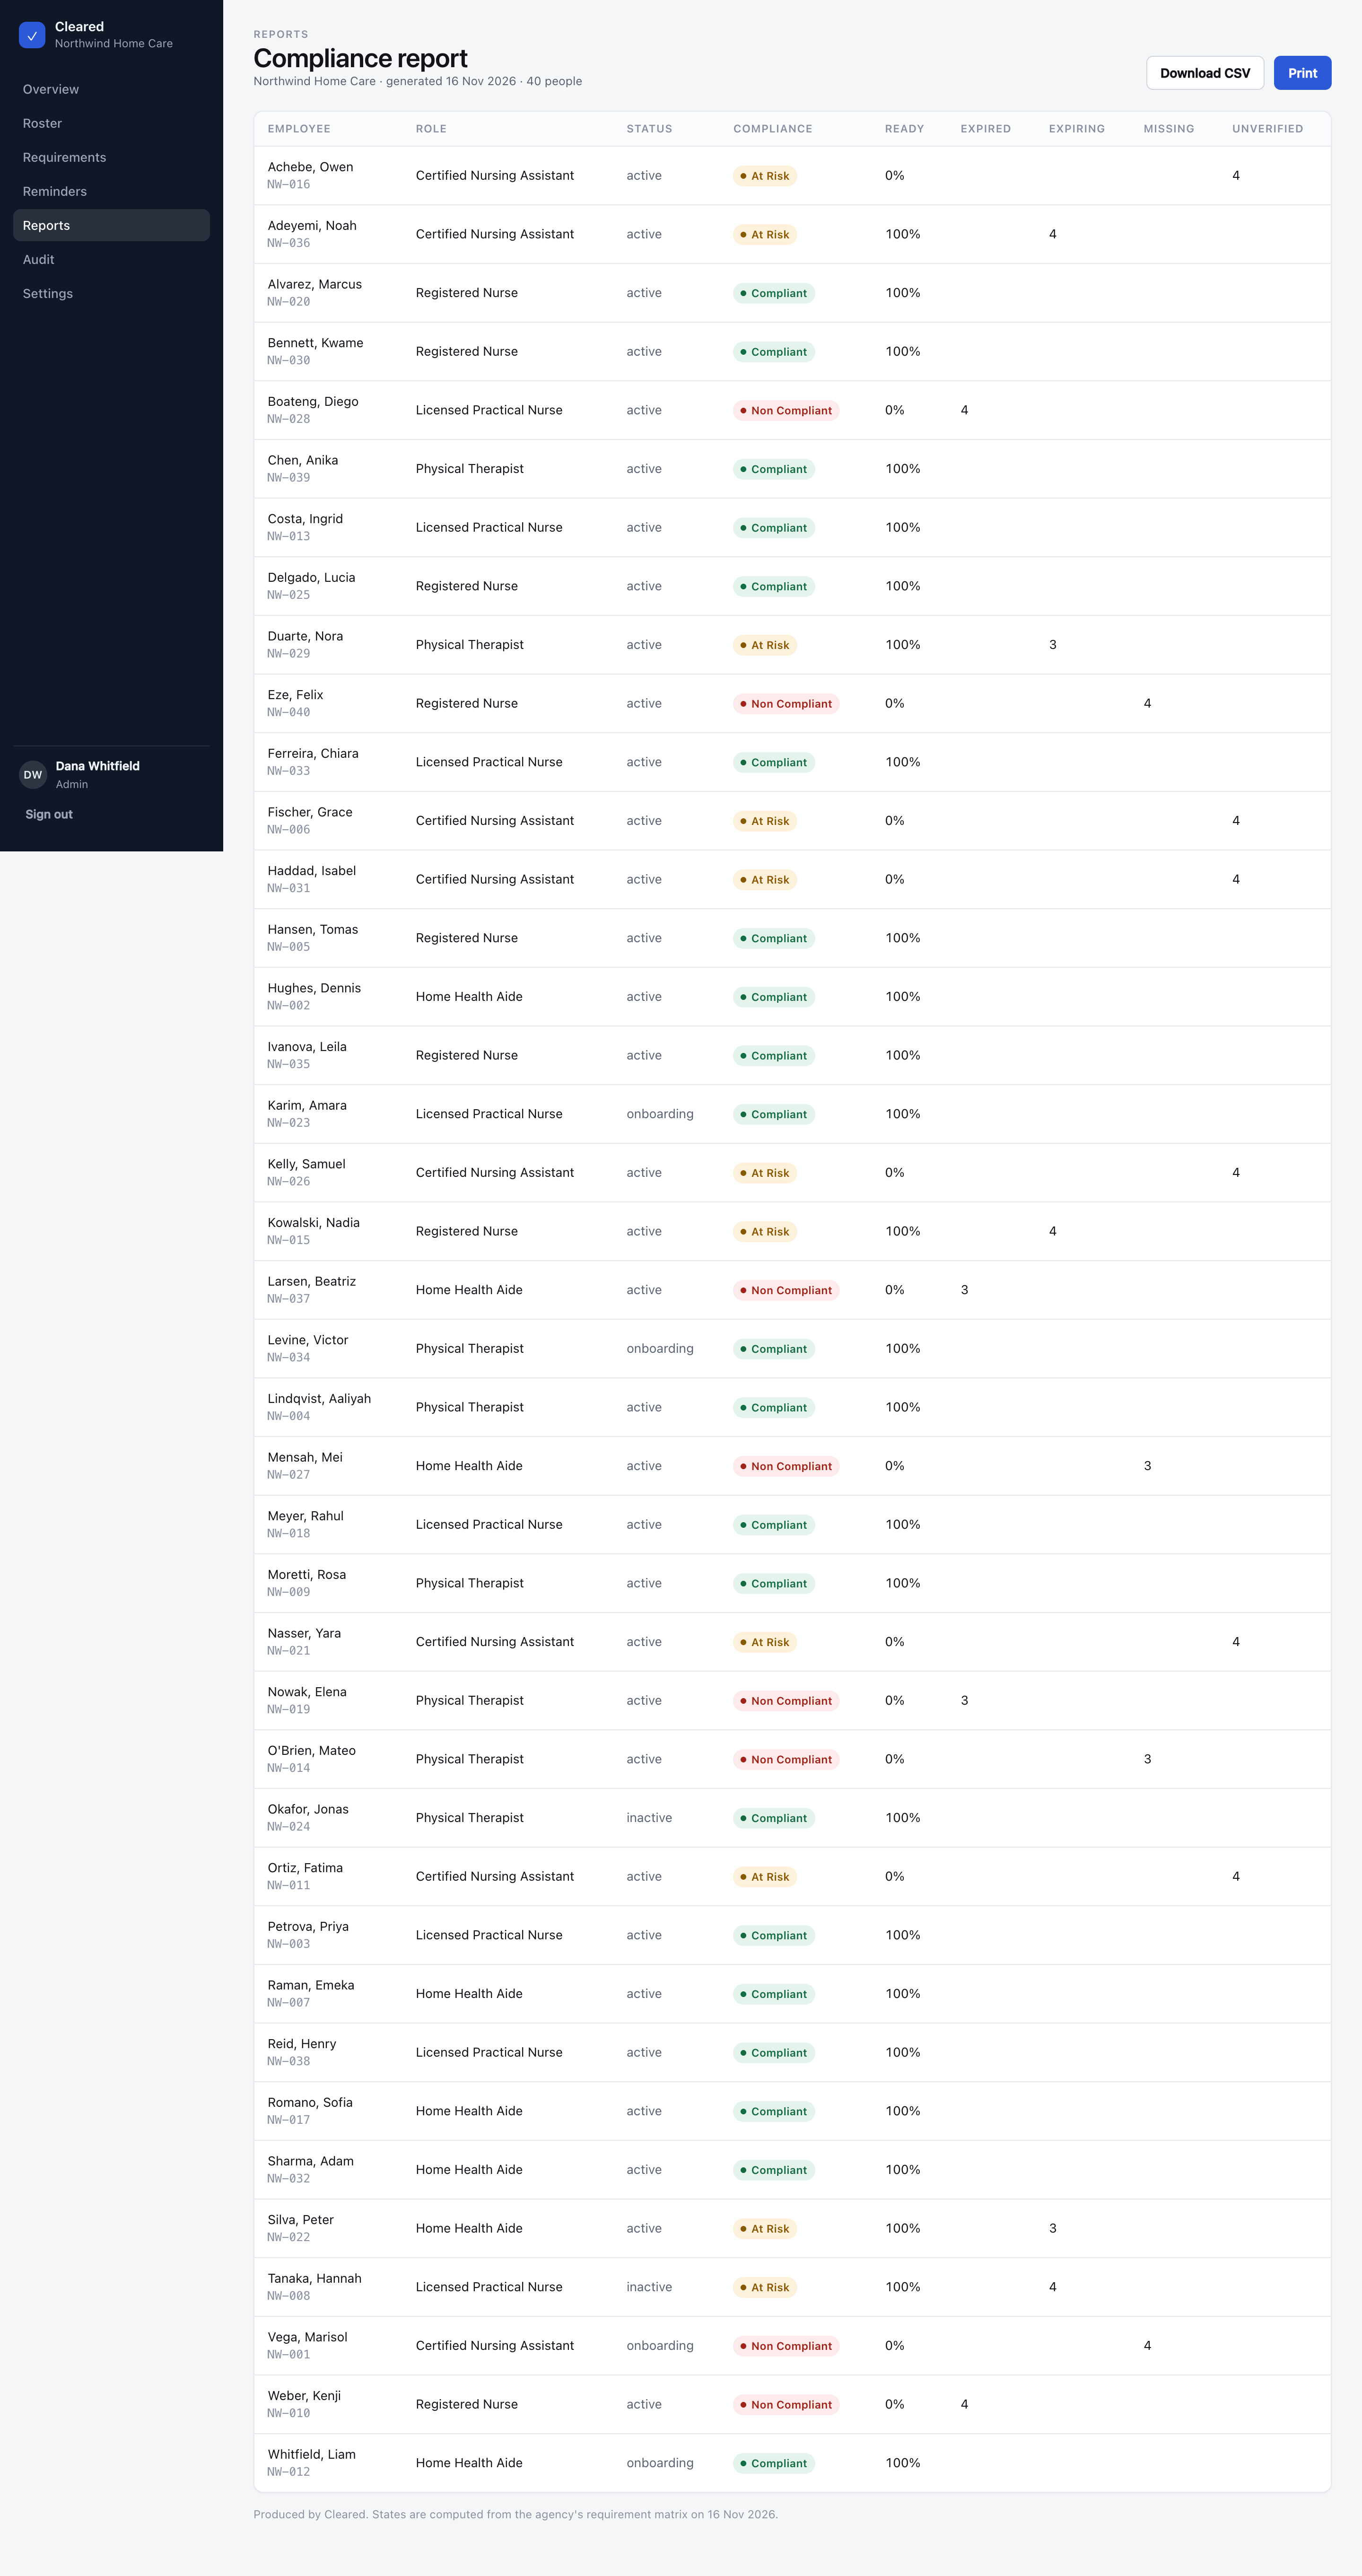 Cleared
Northwind Home Care
Overview
Roster
Requirements
Reminders
Reports
Audit
Settings
DW
Dana Whitfield
Admin
Sign out
REPORTS
Compliance report
Northwind Home Care · generated 16 Nov 2026 · 40 people
Download CSV
Print
EMPLOYEE ROLE STATUS COMPLIANCE READY EXPIRED EXPIRING MISSING UNVERIFIED
Achebe, Owen
NW-016
Certified Nursing Assistant active At Risk 0% 4
Adeyemi, Noah
NW-036
Certified Nursing Assistant active At Risk 100% 4
Alvarez, Marcus
NW-020
Registered Nurse active Compliant 100%
Bennett, Kwame
NW-030
Registered Nurse active Compliant 100%
Boateng, Diego
NW-028
Licensed Practical Nurse active Non Compliant 0% 4
Chen, Anika
NW-039
Physical Therapist active Compliant 100%
Costa, Ingrid
NW-013
Licensed Practical Nurse active Compliant 100%
Delgado, Lucia
NW-025
Registered Nurse active Compliant 100%
Duarte, Nora
NW-029
Physical Therapist active At Risk 100% 3
Eze, Felix
NW-040
Registered Nurse active Non Compliant 0% 4
Ferreira, Chiara
NW-033
Licensed Practical Nurse active Compliant 100%
Fischer, Grace
NW-006
Certified Nursing Assistant active At Risk 0% 4
Haddad, Isabel
NW-031
Certified Nursing Assistant active At Risk 0% 4
Hansen, Tomas
NW-005
Registered Nurse active Compliant 100%
Hughes, Dennis
NW-002
Home Health Aide active Compliant 100%
Ivanova, Leila
NW-035
Registered Nurse active Compliant 100%
Karim, Amara
NW-023
Licensed Practical Nurse onboarding Compliant 100%
Kelly, Samuel
NW-026
Certified Nursing Assistant active At Risk 0% 4
Kowalski, Nadia
NW-015
Registered Nurse active At Risk 100% 4
Larsen, Beatriz
NW-037
Home Health Aide active Non Compliant 0% 3
Levine, Victor
NW-034
Physical Therapist onboarding Compliant 100%
Lindqvist, Aaliyah
NW-004
Physical Therapist active Compliant 100%
Mensah, Mei
NW-027
Home Health Aide active Non Compliant 0% 3
Meyer, Rahul
NW-018
Licensed Practical Nurse active Compliant 100%
Moretti, Rosa
NW-009
Physical Therapist active Compliant 100%
Nasser, Yara
NW-021
Certified Nursing Assistant active At Risk 0% 4
Nowak, Elena
NW-019
Physical Therapist active Non Compliant 0% 3
O'Brien, Mateo
NW-014
Physical Therapist active Non Compliant 0% 3
Okafor, Jonas
NW-024
Physical Therapist inactive Compliant 100%
Ortiz, Fatima
NW-011
Certified Nursing Assistant active At Risk 0% 4
Petrova, Priya
NW-003
Licensed Practical Nurse active Compliant 100%
Raman, Emeka
NW-007
Home Health Aide active Compliant 100%
Reid, Henry
NW-038
Licensed Practical Nurse active Compliant 100%
Romano, Sofia
NW-017
Home Health Aide active Compliant 100%
Sharma, Adam
NW-032
Home Health Aide active Compliant 100%
Silva, Peter
NW-022
Home Health Aide active At Risk 100% 3
Tanaka, Hannah
NW-008
Licensed Practical Nurse inactive At Risk 100% 4
Vega, Marisol
NW-001
Certified Nursing Assistant onboarding Non Compliant 0% 4
Weber, Kenji
NW-010
Registered Nurse active Non Compliant 0% 4
Whitfield, Liam
NW-012
Home Health Aide onboarding Compliant 100%
Produced by Cleared. States are computed from the agency's requirement matrix on 16 Nov 2026.